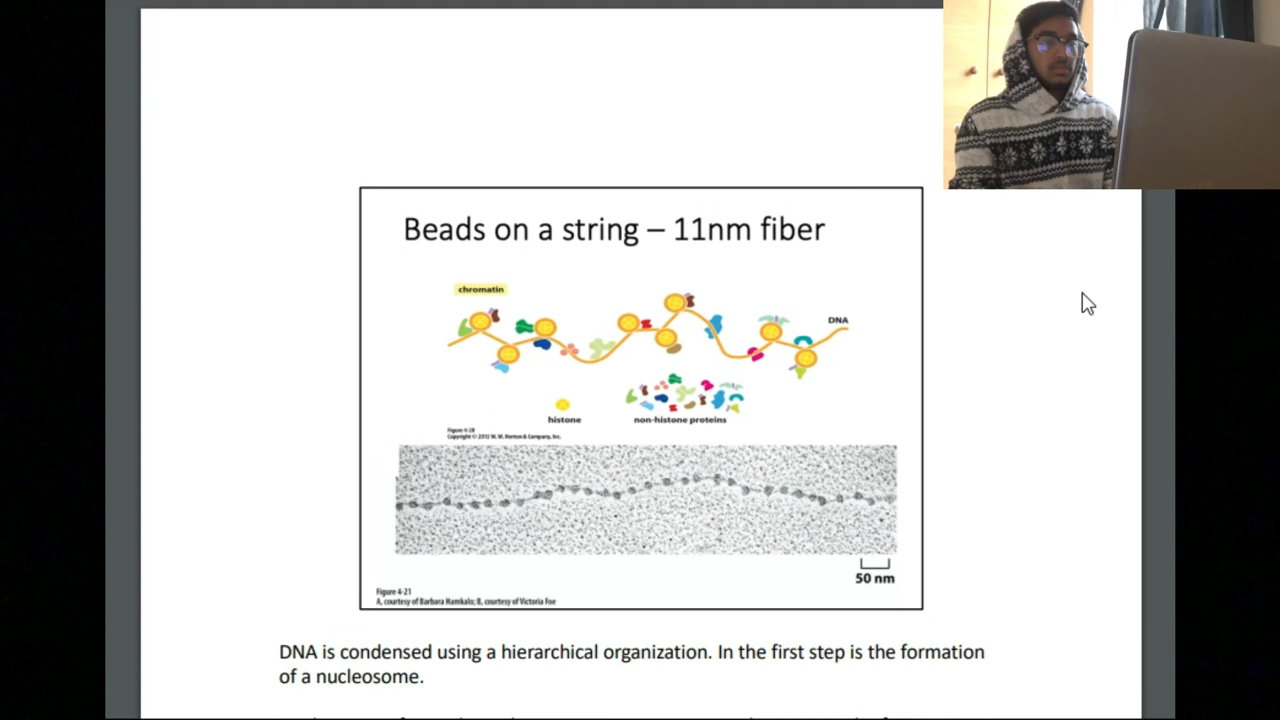 Beads on a string – 11nm fiber
chromatin
DNA
histone
non-histone proteins
Figure 4-20
Copyright © 2012 W. W. Norton & Company, Inc.
50 nm
Figure 4-21
A, courtesy of Barbara Hamkalo; B, courtesy of Victoria Foe
DNA is condensed using a hierarchical organization. In the first step is the formation
of a nucleosome.